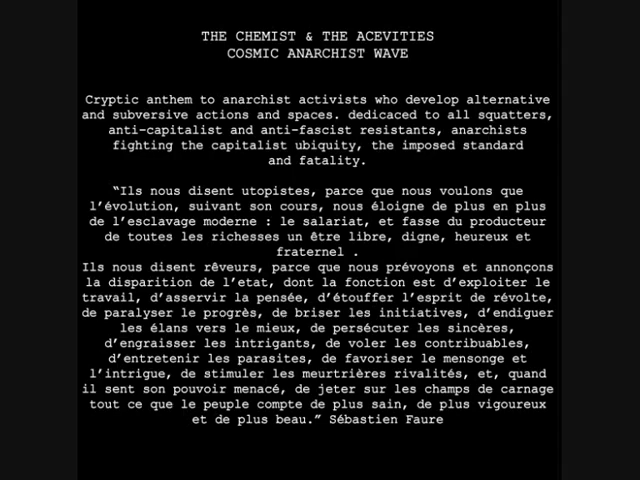 THE CHEMIST & THE ACEVITIES
COSMIC ANARCHIST WAVE
Cryptic anthem to anarchist activists who develop alternative
and subversive actions and spaces. dedicaced to all squatters,
anti-capitalist and anti-fascist resistants, anarchists
fighting the capitalist ubiquity, the imposed standard
and fatality.
“Ils nous disent utopistes, parce que nous voulons que
l’évolution, suivant son cours, nous éloigne de plus en plus
de l’esclavage moderne : le salariat, et fasse du producteur
de toutes les richesses un être libre, digne, heureux et
fraternel .
Ils nous disent rêveurs, parce que nous prévoyons et annonçons
la disparition de l’etat, dont la fonction est d’exploiter le
travail, d’asservir la pensée, d’étouffer l’esprit de révolte,
de paralyser le progrès, de briser les initiatives, d’endiguer
les élans vers le mieux, de persécuter les sincères,
d’engraisser les intrigants, de voler les contribuables,
d’entretenir les parasites, de favoriser le mensonge et
l’intrigue, de stimuler les meurtrières rivalités, et, quand
il sent son pouvoir menacé, de jeter sur les champs de carnage
tout ce que le peuple compte de plus sain, de plus vigoureux
et de plus beau.” Sébastien Faure